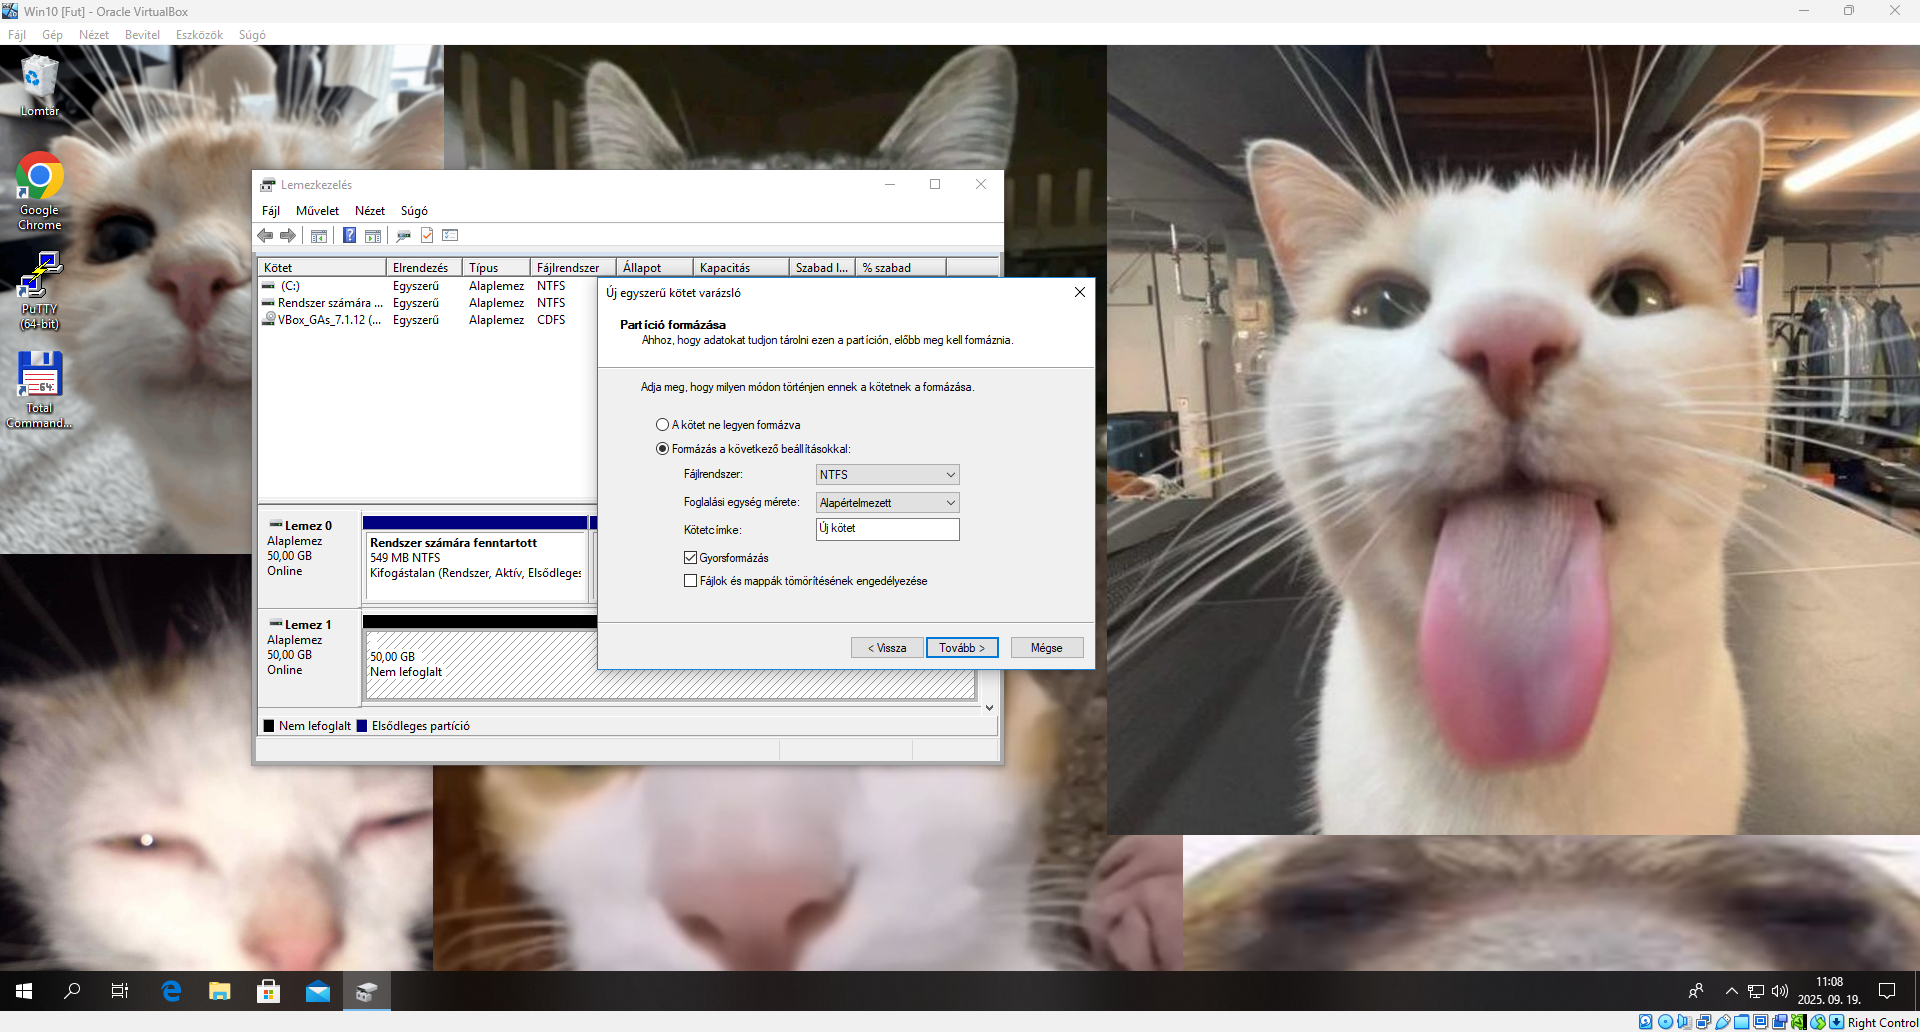 Win10 [Fut] - Oracle VirtualBox
Fájl Gép Nézet Bevitel Eszközök Súgó
Lomtár
Google
Chrome
PuTTY
(64-bit)
64
Total
Command...
Lemezkezelés
Fájl Művelet Nézet Súgó
Kötet Elrendezés Típus Fájlrendszer Állapot Kapacitás Szabad l... % szabad
(C:) Egyszerű Alaplemez NTFS
Rendszer számára ... Egyszerű Alaplemez NTFS
VBox_GAs_7.1.12 (... Egyszerű Alaplemez CDFS
Lemez 0
Alaplemez
50,00 GB
Online
Rendszer számára fenntartott
549 MB NTFS
Kifogástalan (Rendszer, Aktív, Elsődleges
Lemez 1
Alaplemez
50,00 GB
Online
50,00 GB
Nem lefoglalt
Nem lefoglalt Elsődleges partíció
Új egyszerű kötet varázsló
Partíció formázása
Ahhoz, hogy adatokat tudjon tárolni ezen a partíción, előbb meg kell formáznia.
Adja meg, hogy milyen módon történjen ennek a kötetnek a formázása.
A kötet ne legyen formázva
Formázás a következő beállításokkal:
Fájlrendszer: NTFS
Foglalási egység mérete: Alapértelmezett
Kötetcímke: Új kötet
Gyorsformázás
Fájlok és mappák tömörítésének engedélyezése
< Vissza Tovább > Mégse
11:08
2025. 09. 19.
Right Control